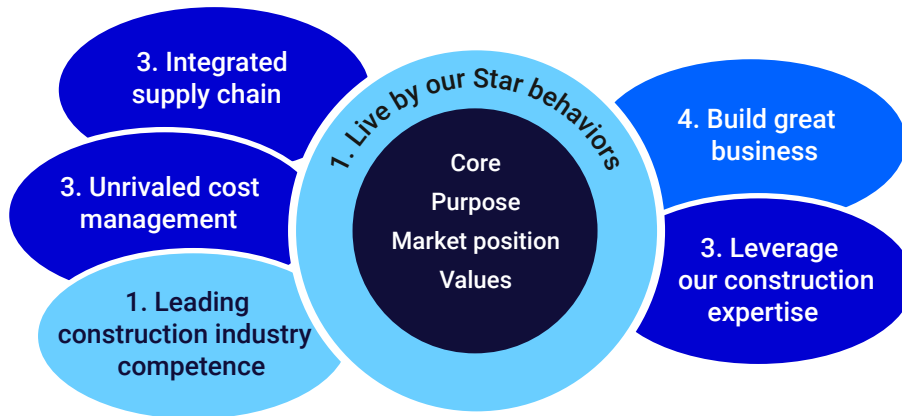 3. Integrated
supply chain
3. Unrivaled cost
management
1. Leading
construction industry
competence
1. Live by our Star behaviors
Core
Purpose
Market position
Values
4. Build great
business
3. Leverage
our construction
expertise